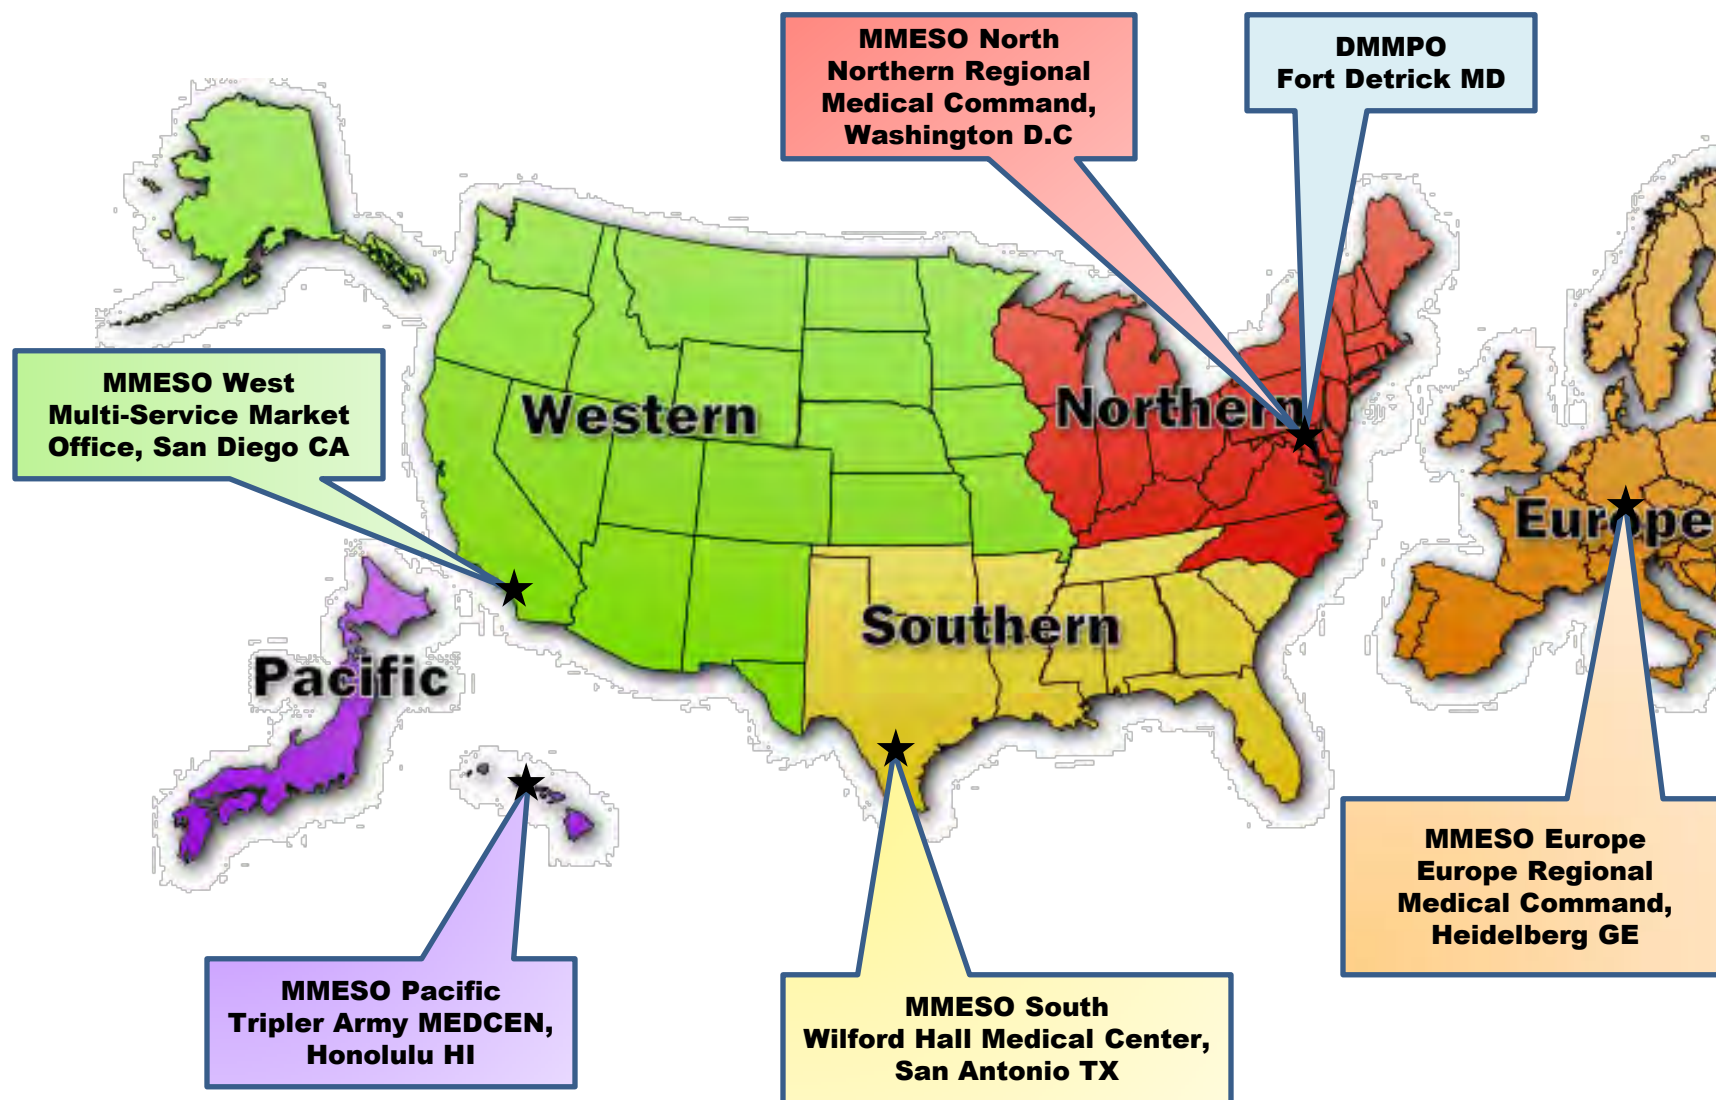 MMESO North
Northern Regional
Medical Command,
Washington D.C
DMMPO
Fort Detrick MD
MMESO West
Multi-Service Market
Office, San Diego CA
Western
Northern
Europe
Southern
Pacific
MMESO Europe
Europe Regional
Medical Command,
Heidelberg GE
MMESO Pacific
Tripler Army MEDCEN,
Honolulu HI
MMESO South
Wilford Hall Medical Center,
San Antonio TX